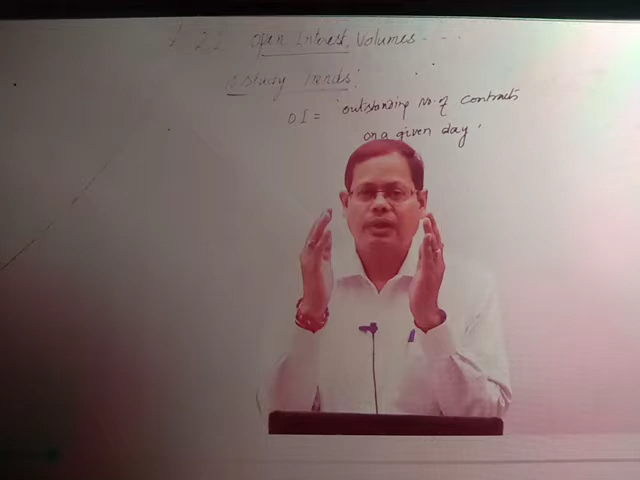 2.2 Open Interest, Volumes - - -
& Study Trends:
OI = 'outstanding No. of contracts
on a given day'